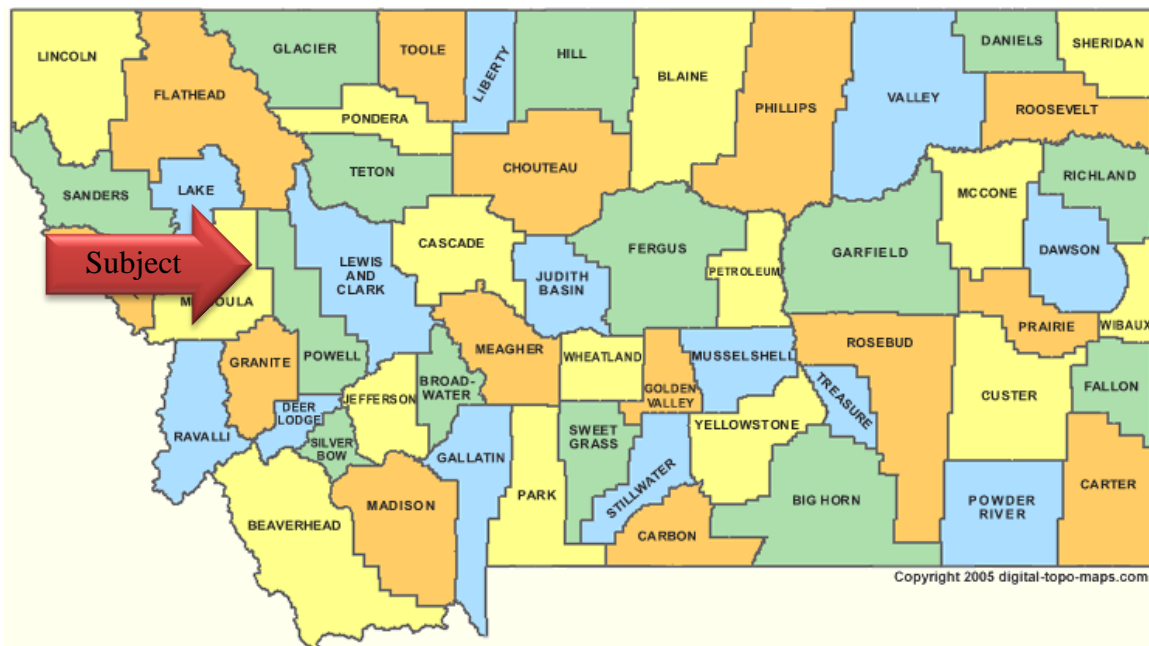 LINCOLN
GLACIER
TOOLE
LIBERTY
HILL
BLAINE
DANIELS
SHERIDAN
FLATHEAD
PHILLIPS
VALLEY
ROOSEVELT
PONDERA
TETON
CHOUTEAU
SANDERS
LAKE
RICHLAND
MCCONE
Subject
LEWIS
AND
CLARK
CASCADE
JUDITH
BASIN
FERGUS
PETROLEUM
GARFIELD
DAWSON
PRAIRIE
WIBAUX
GRANITE
POWELL
MEAGHER
BROAD-
WATER
WHEATLAND
MUSSELSHELL
ROSEBUD
JEFFERSON
GOLDEN
VALLEY
TREASURE
CUSTER
FALLON
RAVALLI
DEER
LODGE
SILVER
BOW
GALLATIN
SWEET
GRASS
YELLOWSTONE
STILLWATER
BEAVERHEAD
MADISON
PARK
CARBON
BIG HORN
POWDER
RIVER
CARTER
Copyright 2005 digital-topo-maps.com